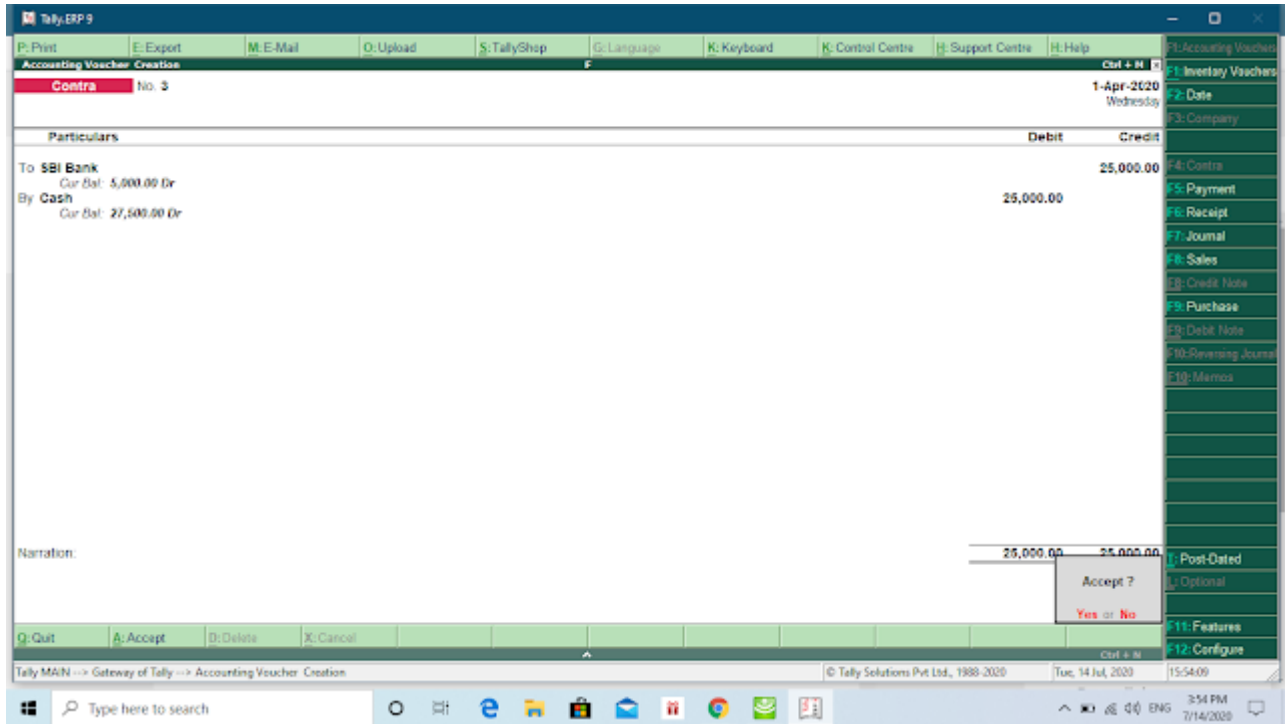 Tally.ERP 9
P: Print E: Export M: E-Mail O: Upload S: TallyShop G: Language K: Keyboard K: Control Centre H: Support Centre H: Help
Accounting Voucher Creation F Ctrl + N
Contra No. 3 1-Apr-2020
Wednesday
Particulars Debit Credit
To SBI Bank 25,000.00
Cur Bal: 5,000.00 Dr
By Cash 25,000.00
Cur Bal: 27,500.00 Dr
Narration: 25,000.00 25,000.00
Accept ?
Yes or No
Q: Quit A: Accept D: Delete X: Cancel
Ctrl + N
F1: Accounting Vouchers
F1: Inventory Vouchers
F2: Date
F3: Company
F4: Contra
F5: Payment
F6: Receipt
F7: Journal
F8: Sales
F8: Credit Note
F9: Purchase
F9: Debit Note
F10: Reversing Journal
F10: Memos
T: Post-Dated
L: Optional
F11: Features
F12: Configure
Tally MAIN --> Gateway of Tally --> Accounting Voucher Creation © Tally Solutions Pvt Ltd., 1988-2020 Tue, 14 Jul, 2020 15:54:09
Type here to search ENG 3:54 PM
7/14/2020